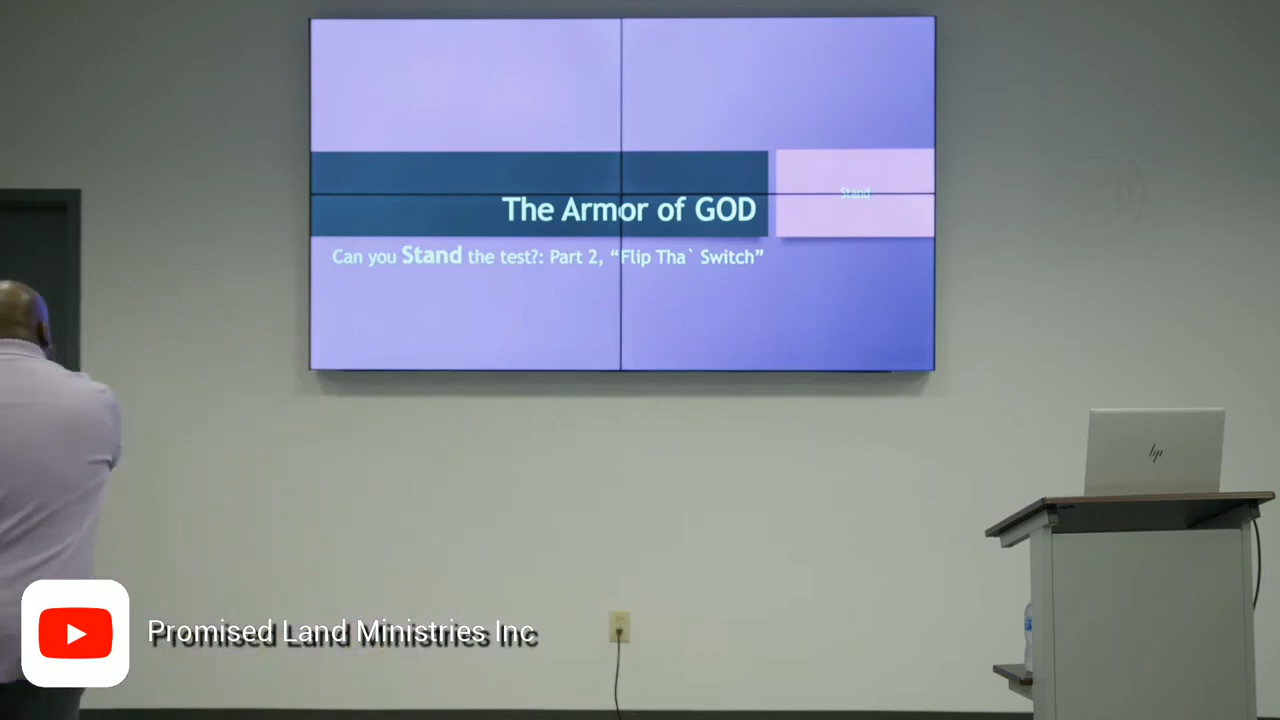 The Armor of GOD
Stand
Can you Stand the test?: Part 2, “Flip Tha` Switch”
hp
Promised Land Ministries Inc